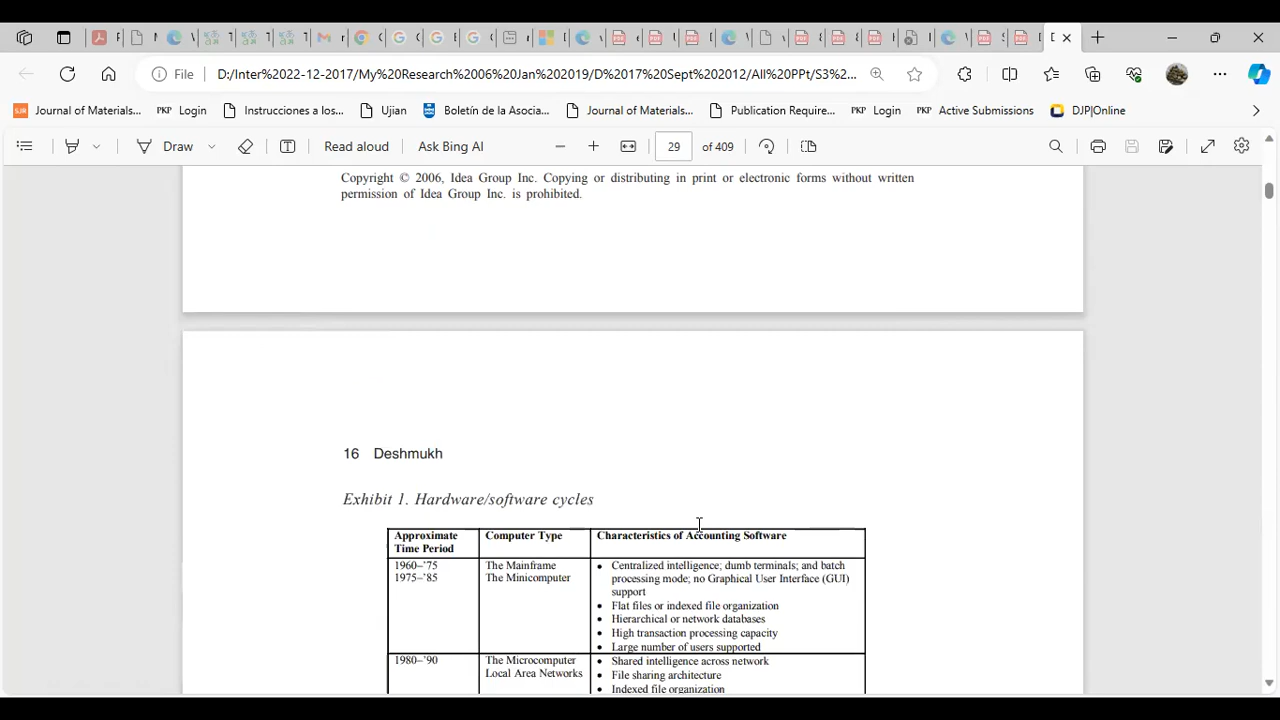 File
D:/Inter%2022-12-2017/My%20Research%2006%20Jan%2019/D%2017%20Sept%202012/All%20PPt/S3%2...
Journal of Materials...
PKP Login
Instrucciones a los...
Ujian
Boletín de la Asocia...
Journal of Materials...
Publication Require...
PKP Login
PKP Active Submissions
DJP|Online
Draw
Read aloud
Ask Bing AI
29 of 409
Copyright © 2006, Idea Group Inc. Copying or distributing in print or electronic forms without written
permission of Idea Group Inc. is prohibited.
16 Deshmukh
Exhibit 1. Hardware/software cycles
Approximate Time Period
Computer Type
Characteristics of Accounting Software
1960–'75
1975–'85
The Mainframe
The Minicomputer
• Centralized intelligence; dumb terminals; and batch
processing mode; no Graphical User Interface (GUI)
support
• Flat files or indexed file organization
• Hierarchical or network databases
• High transaction processing capacity
• Large number of users supported
1980–'90
The Microcomputer
Local Area Networks
• Shared intelligence across network
• File sharing architecture
• Indexed file organization